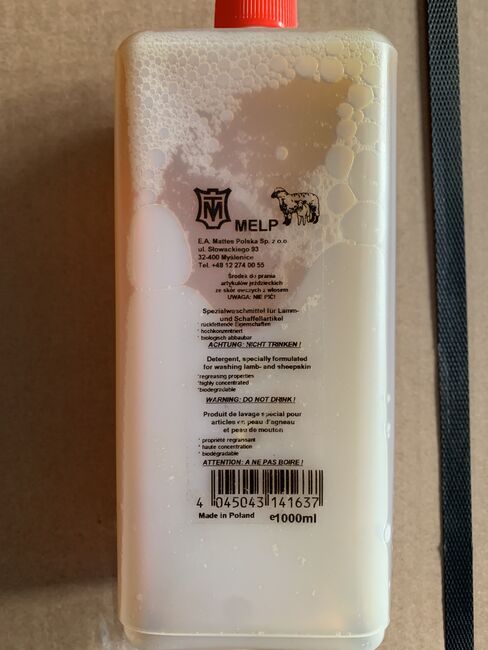 TM
MELP
E.A. Mattes Polska Sp. z o.o
ul. Słowackiego 93
32-400 Myślenice
Tel. +48 12 274 00 55
Środek do prania
artykułów jeździeckich
ze skór owczych z włosem
UWAGA: NIE PIĆ!
Spezialwaschmittel für Lamm-
und Schaffellartikel
* rückfettende Eigenschaften
* hochkonzentriert
* biologisch abbaubar
ACHTUNG: NICHT TRINKEN !
Detergent, specially formulated
for washing lamb- and sheepskin
*regreasing properties
*highly concentrated
*biodegradable
WARNING: DO NOT DRINK !
Produit de lavage spécial pour
articles en peau d'agneau
et peau de mouton
* propriété regraissant
* haute concentration
* biodégradable
ATTENTION: A NE PAS BOIRE !
4 045043 141637
Made in Poland e1000ml